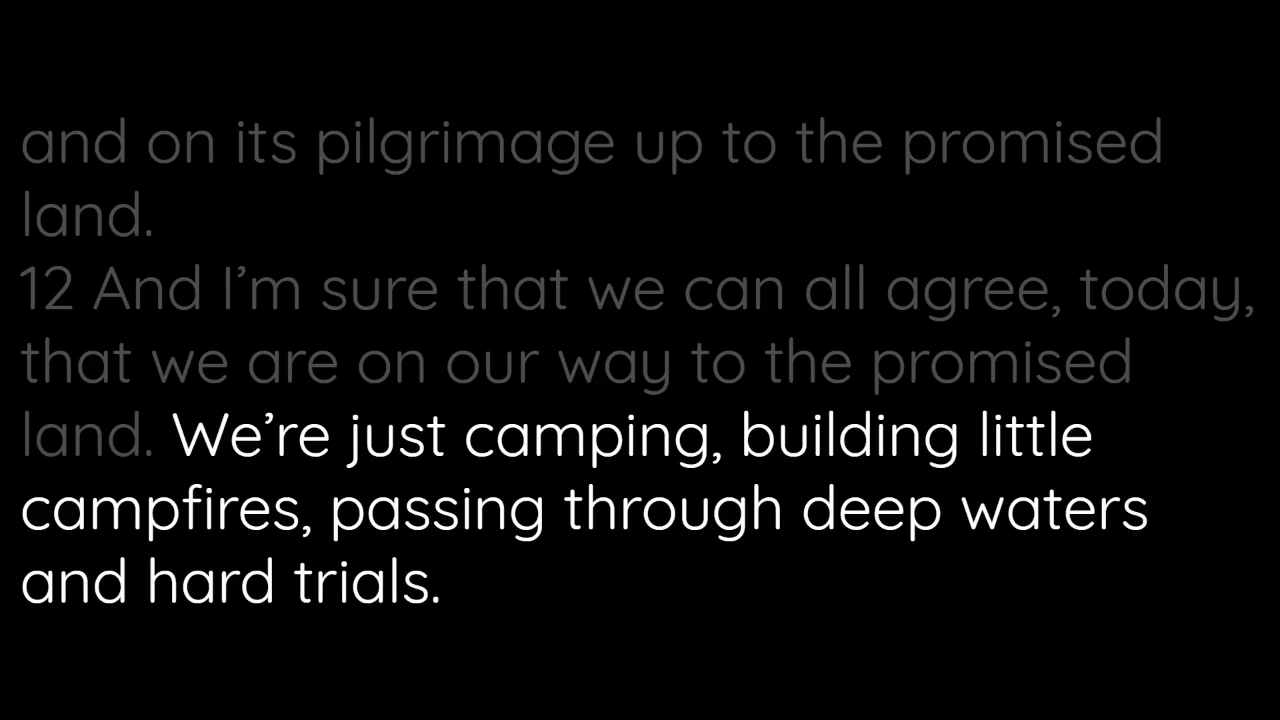 and on its pilgrimage up to the promised
land.
12 And I’m sure that we can all agree, today,
that we are on our way to the promised
land. We’re just camping, building little
campfires, passing through deep waters
and hard trials.